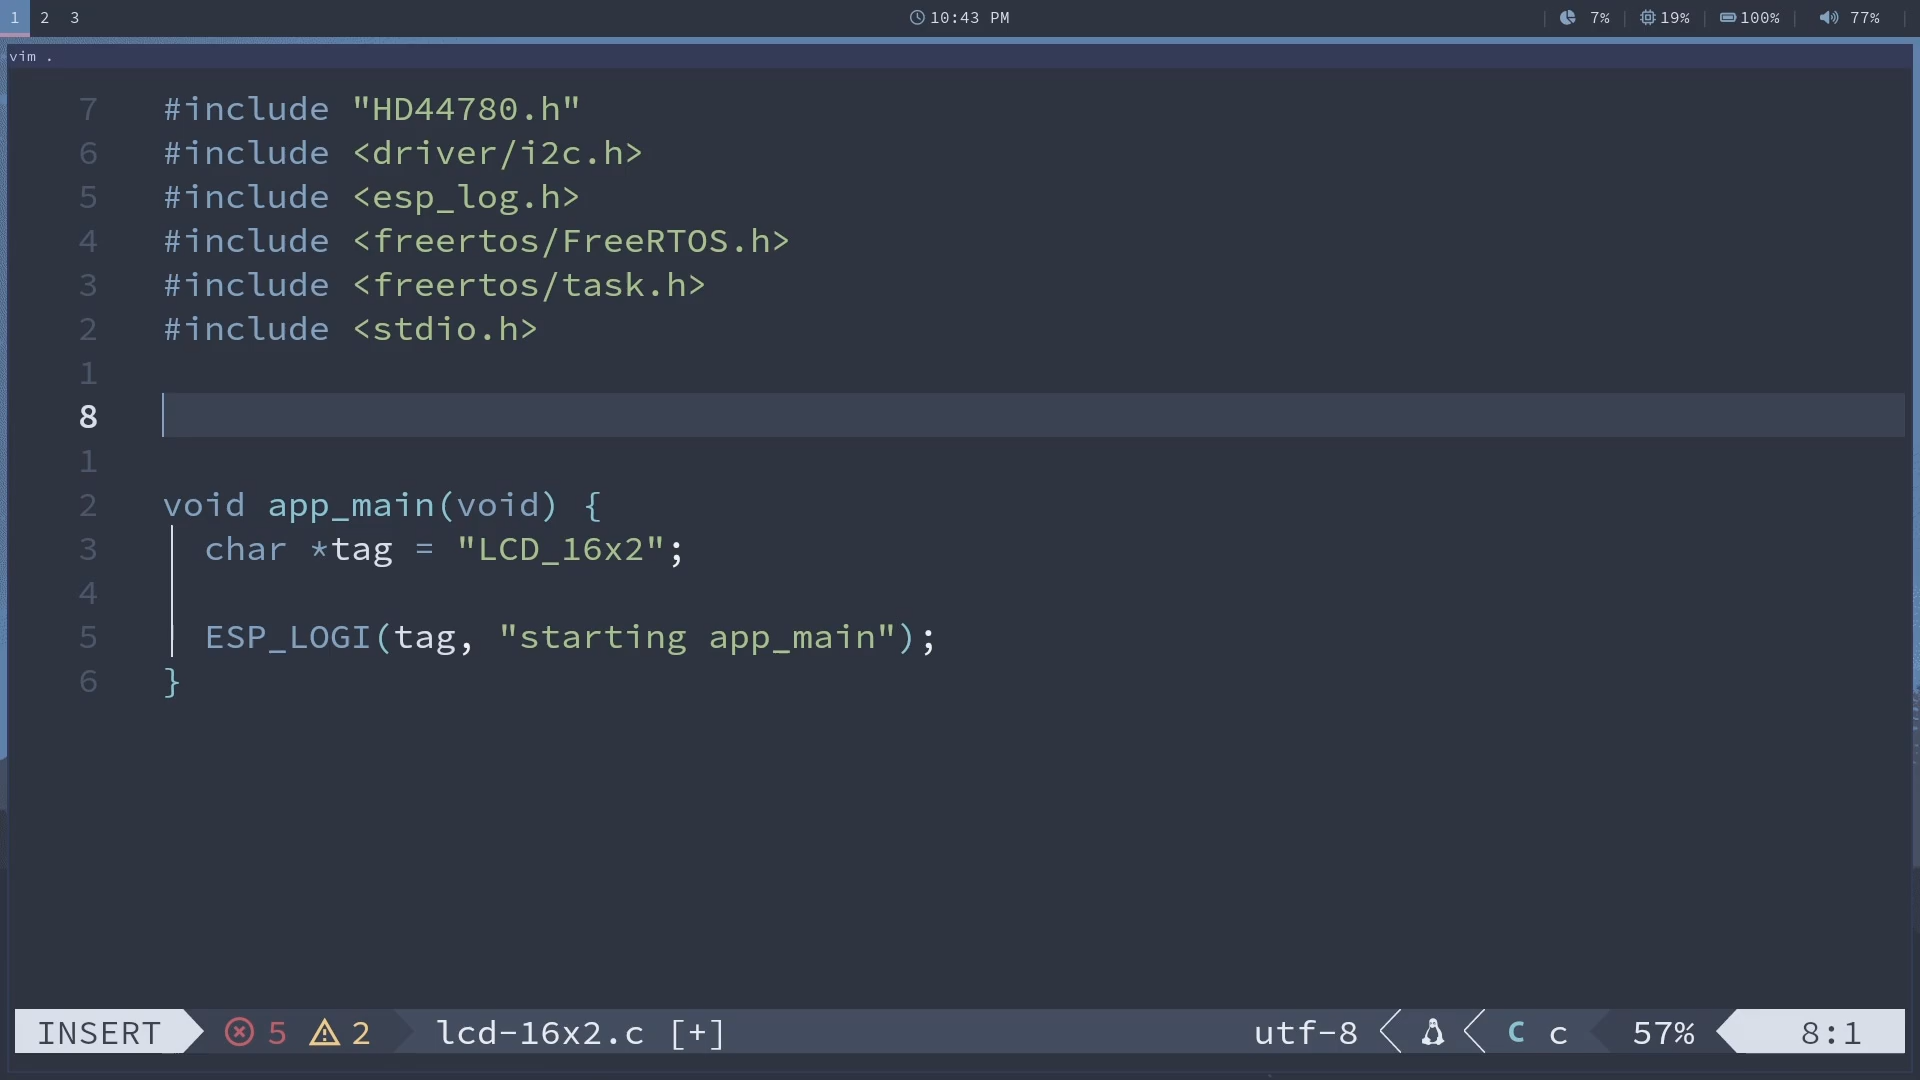 1 2 3 10:43 PM 7% 19% 100% 77%
vim .
7 #include "HD44780.h"
6 #include <driver/i2c.h>
5 #include <esp_log.h>
4 #include <freertos/FreeRTOS.h>
3 #include <freertos/task.h>
2 #include <stdio.h>
1
8
1
2 void app_main(void) {
3 char *tag = "LCD_16x2";
4
5 ESP_LOGI(tag, "starting app_main");
6 }
INSERT 5 2 lcd-16x2.c [+] utf-8 C c 57% 8:1